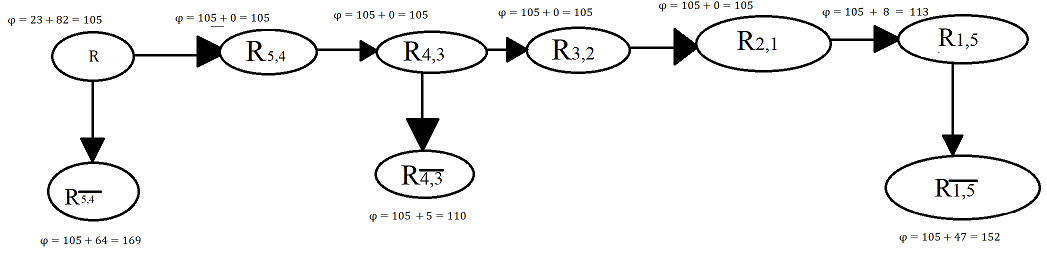 φ = 23 + 82 = 105
φ = 105 + 0 = 105
φ = 105 + 0 = 105
φ = 105 + 0 = 105
φ = 105 + 0 = 105
φ = 105 + 8 = 113
R
R5,4
R4,3
R3,2
R2,1
R1,5
R5,4
R4,3
R1,5
φ = 105 + 64 = 169
φ = 105 + 5 = 110
φ = 105 + 47 = 152